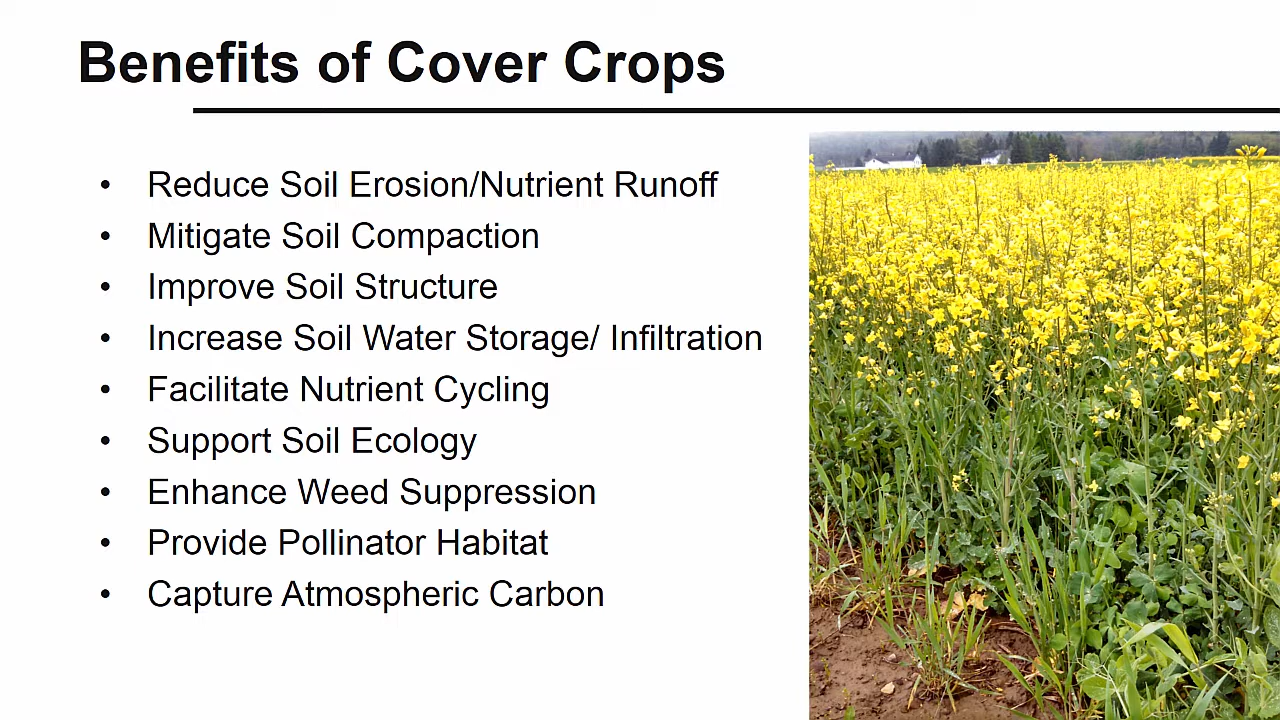 Benefits of Cover Crops
• Reduce Soil Erosion/Nutrient Runoff
• Mitigate Soil Compaction
• Improve Soil Structure
• Increase Soil Water Storage/ Infiltration
• Facilitate Nutrient Cycling
• Support Soil Ecology
• Enhance Weed Suppression
• Provide Pollinator Habitat
• Capture Atmospheric Carbon